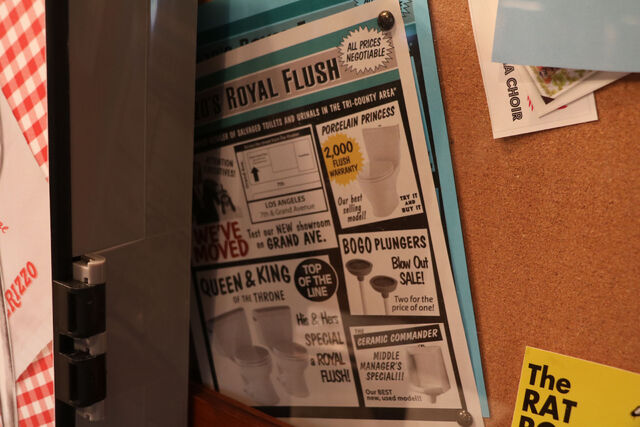 ALL PRICES
NEGOTIABLE
ROYAL FLUSH
OF SALVAGED TOILETS AND URINALS IN THE TRI-COUNTY AREA"
PORCELAIN PRINCESS
2,000
FLUSH
WARRANTY
Our best
selling
model!
TRY IT
AND
BUY IT
ATTENTION
7th
LOS ANGELES
7th & Grand Avenue
WE'VE
MOVED
Test our NEW showroom
on GRAND AVE.
BOGO PLUNGERS
Blow Out
SALE!
Two for the
price of one!
QUEEN & KING
OF THE THRONE
TOP OF
THE LINE
His & Hers
SPECIAL
a ROYAL
FLUSH!
THE
CERAMIC COMMANDER
MIDDLE
MANAGER'S
SPECIAL!!!
Our BEST
new, used model!!
CHOIR
RIZZO
The
RAT